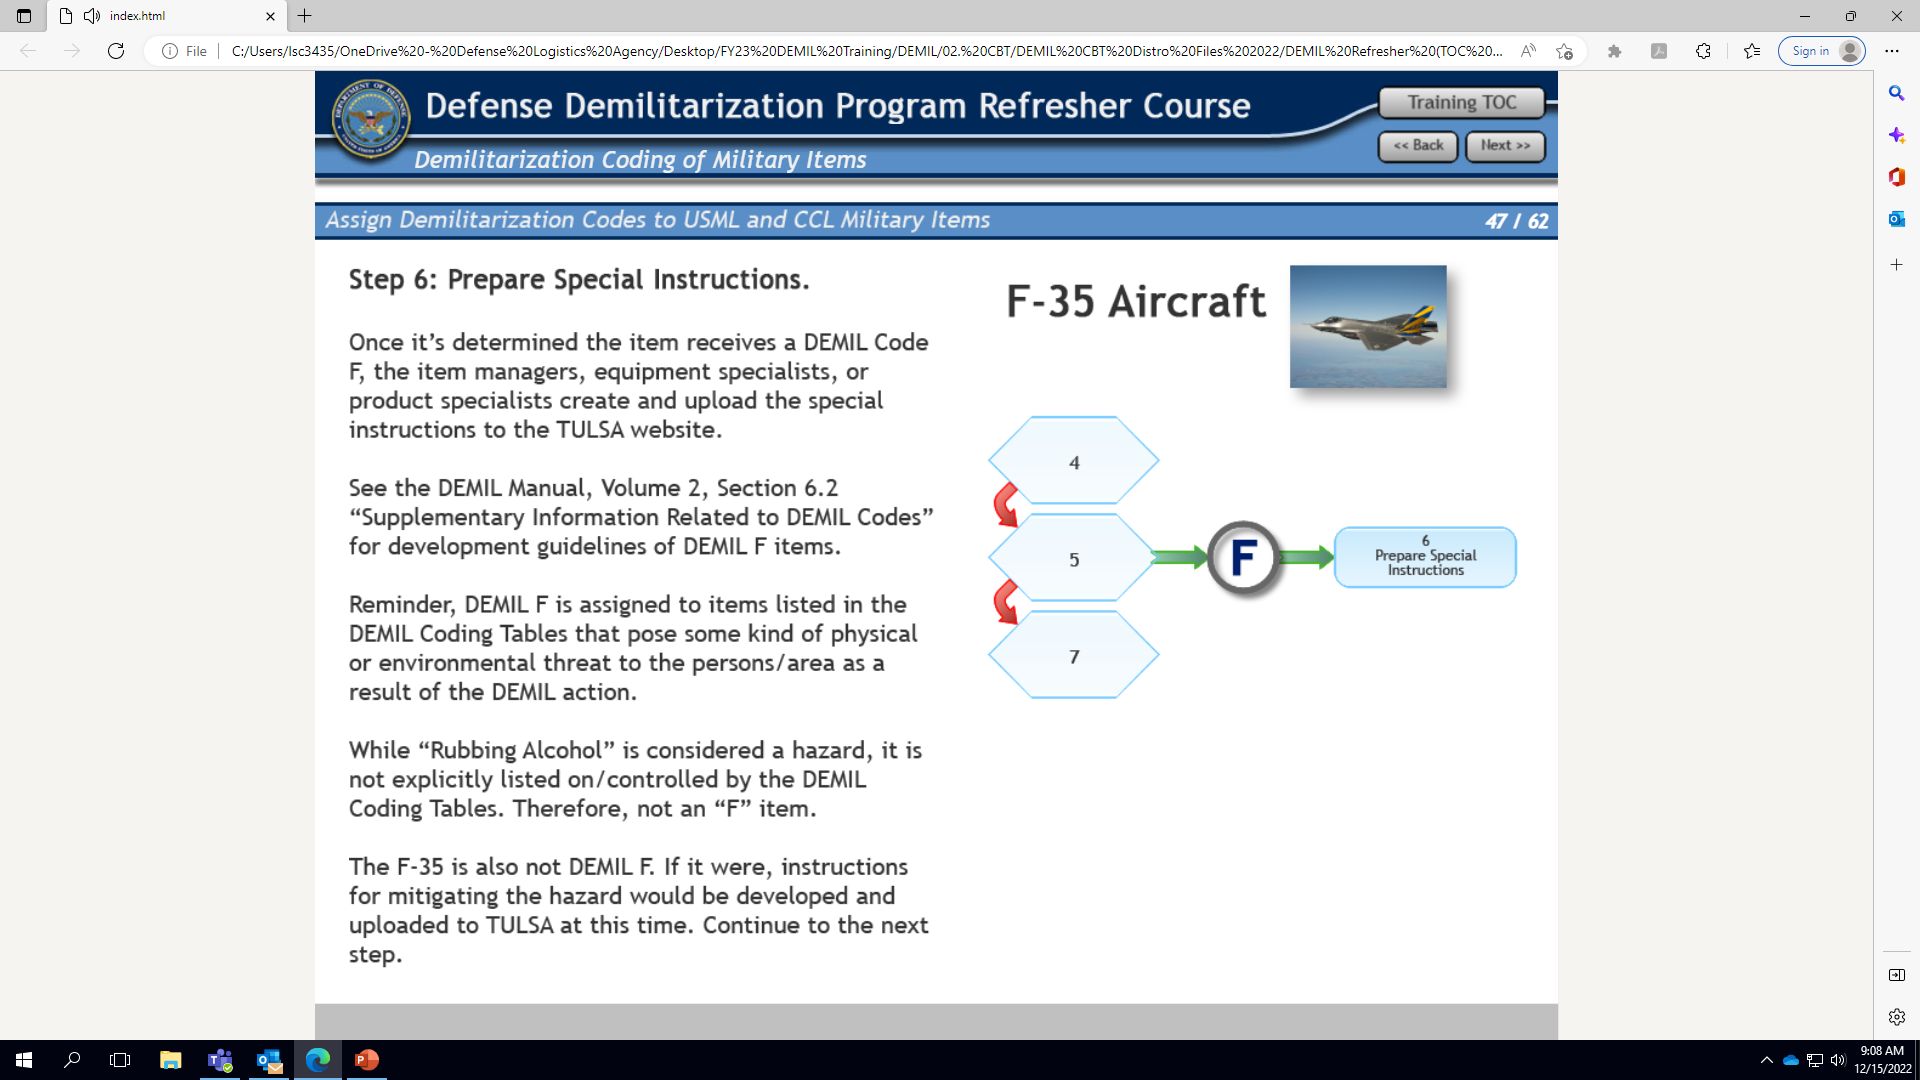 index.html
File
C:/Users/lsc3435/OneDrive%20-%20Defense%20Logistics%20Agency/Desktop/FY23%20DEMIL%20Training/DEMIL/02.%20CBT/DEMIL%20CBT%20Distro%20Files%202022/DEMIL%20Refresher%20(TOC%20...
Sign in
Defense Demilitarization Program Refresher Course
Training TOC
<< Back
Next >>
Demilitarization Coding of Military Items
Assign Demilitarization Codes to USML and CCL Military Items
47 / 62
Step 6: Prepare Special Instructions.
Once it’s determined the item receives a DEMIL Code
F, the item managers, equipment specialists, or
product specialists create and upload the special
instructions to the TULSA website.
See the DEMIL Manual, Volume 2, Section 6.2
“Supplementary Information Related to DEMIL Codes”
for development guidelines of DEMIL F items.
Reminder, DEMIL F is assigned to items listed in the
DEMIL Coding Tables that pose some kind of physical
or environmental threat to the persons/area as a
result of the DEMIL action.
While “Rubbing Alcohol” is considered a hazard, it is
not explicitly listed on/controlled by the DEMIL
Coding Tables. Therefore, not an “F” item.
The F-35 is also not DEMIL F. If it were, instructions
for mitigating the hazard would be developed and
uploaded to TULSA at this time. Continue to the next
step.
F-35 Aircraft
4
5
F
6
Prepare Special
Instructions
7
9:08 AM
12/15/2022